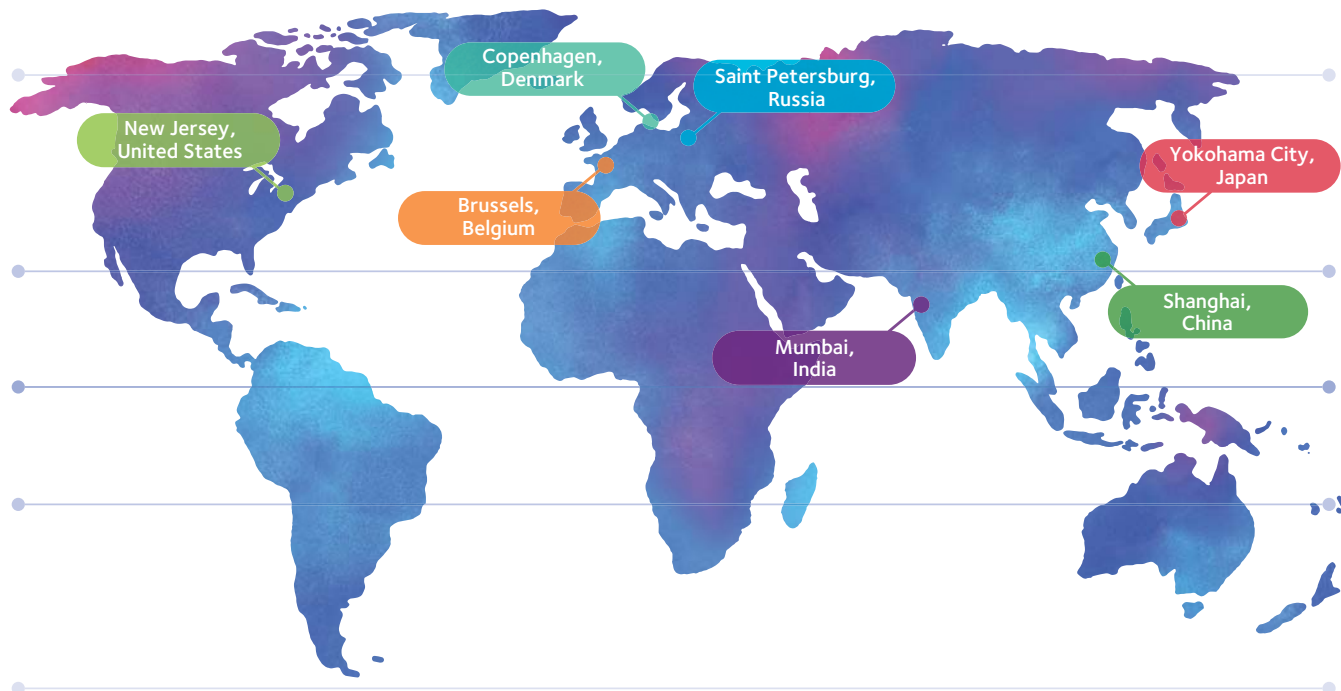 Copenhagen,
Denmark
Saint Petersburg,
Russia
New Jersey,
United States
Yokohama City,
Japan
Brussels,
Belgium
Shanghai,
China
Mumbai,
India